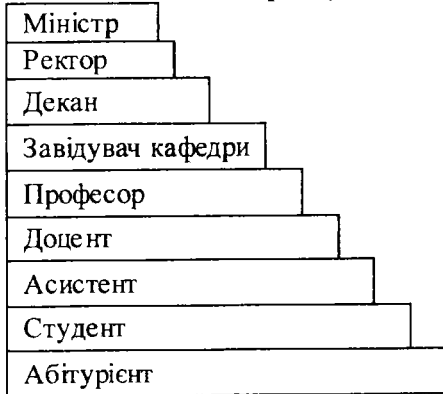 Міністр
Ректор
Декан
Завідувач кафедри
Професор
Доцент
Асистент
Студент
Абітурієнт